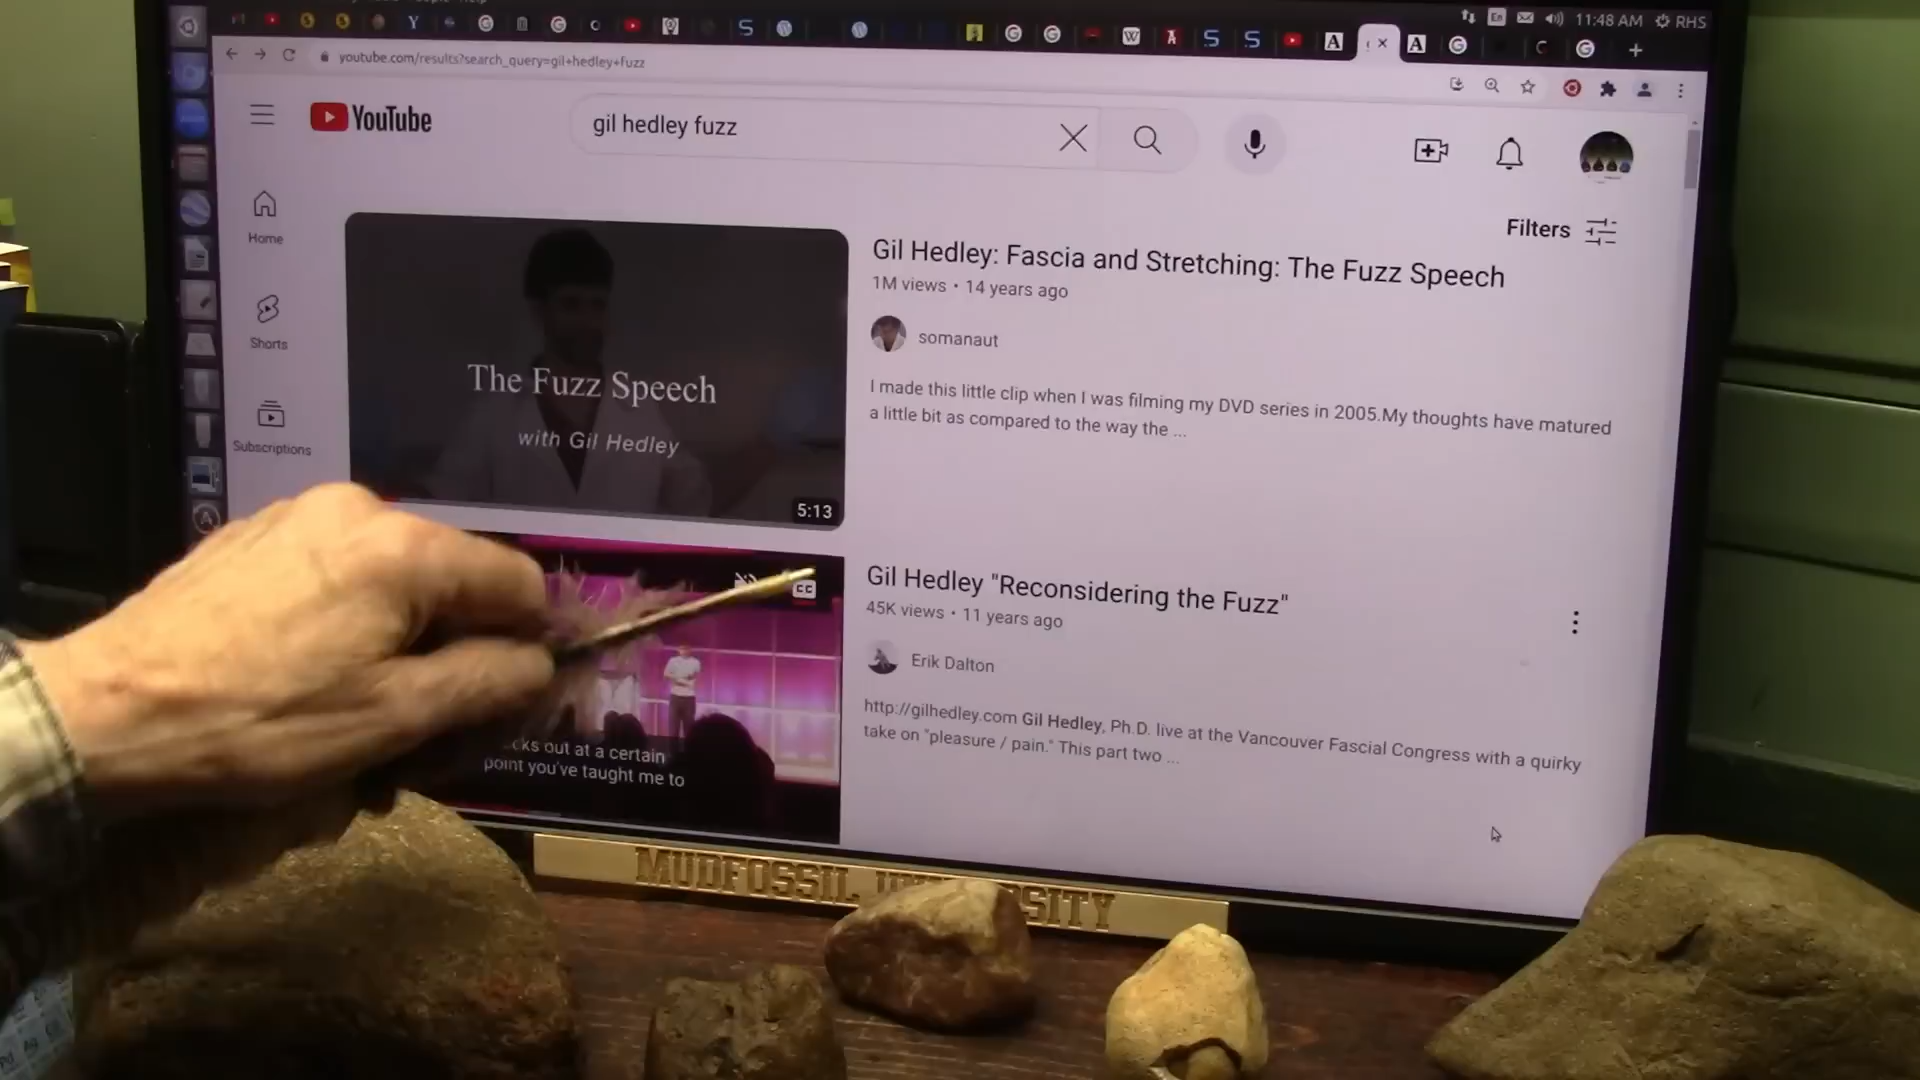 11:48 AM RHS
youtube.com/results?search_query=gil+hedley+fuzz
YouTube
gil hedley fuzz
Filters
Home
Shorts
Subscriptions
The Fuzz Speech
with Gil Hedley
5:13
Gil Hedley: Fascia and Stretching: The Fuzz Speech
1M views • 14 years ago
somanaut
I made this little clip when I was filming my DVD series in 2005.My thoughts have matured
a little bit as compared to the way the ...
CC
out at a certain
point you've taught me to
Gil Hedley "Reconsidering the Fuzz"
45K views • 11 years ago
Erik Dalton
http://gilhedley.com Gil Hedley, Ph.D. live at the Vancouver Fascial Congress with a quirky
take on "pleasure / pain." This part two ...
MUDFOSSIL UNIVERSITY